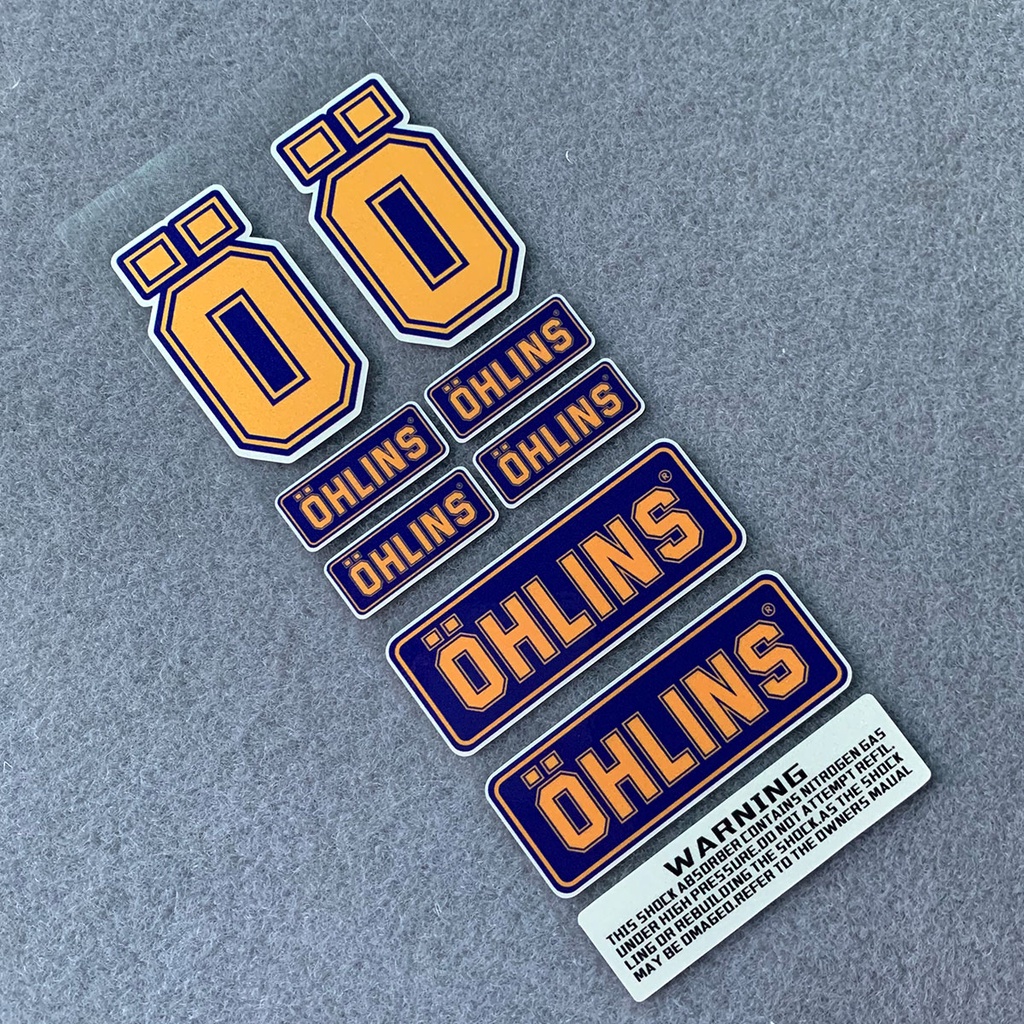 Ö
Ö
ÖHLINS®
ÖHLINS®
ÖHLINS®
ÖHLINS®
ÖHLINS®
ÖHLINS®
WARNING
THIS SHOCK ABSORBER CONTAINS NITROGEN GAS
UNDER HIGH PRESSURE.DO NOT ATTEMPT REFIL.
LING OR REBUILDING THE SHOCK.AS THE SHOCK
MAY BE DMAGED.REFER TO THE OWNERS MAUAL